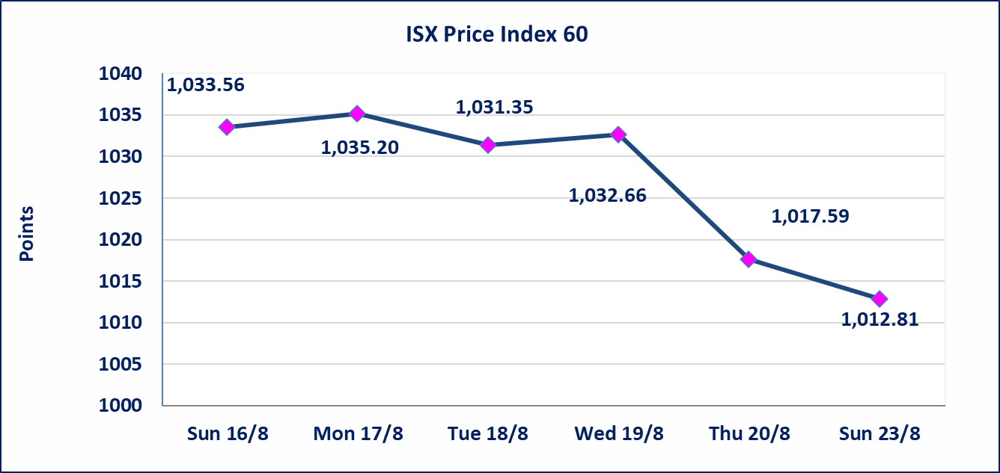 ISX Price Index 60
Points
1040
1035
1030
1025
1020
1015
1010
1005
1000
1,033.56
1,035.20
1,031.35
1,032.66
1,017.59
1,012.81
Sun 16/8
Mon 17/8
Tue 18/8
Wed 19/8
Thu 20/8
Sun 23/8